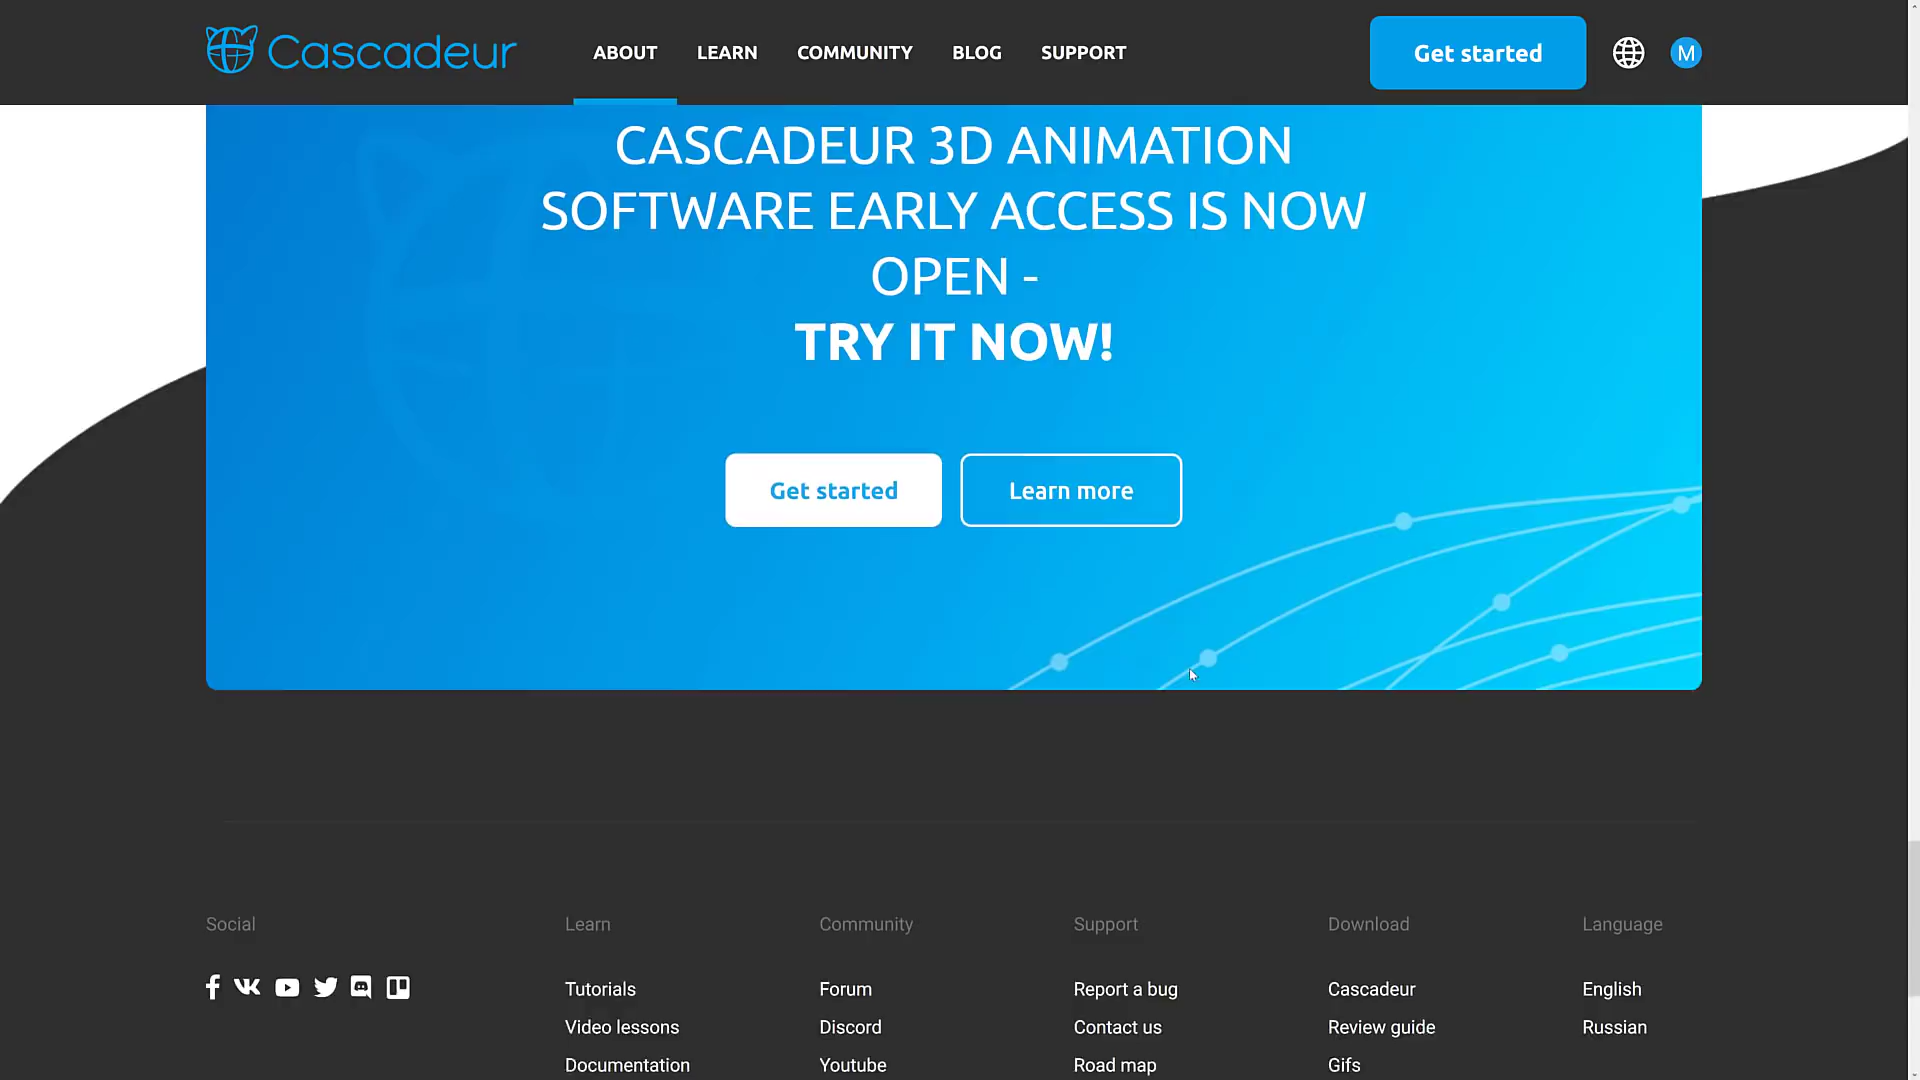 Cascadeur
ABOUT LEARN COMMUNITY BLOG SUPPORT
Get started
M
CASCADEUR 3D ANIMATION
SOFTWARE EARLY ACCESS IS NOW
OPEN -
TRY IT NOW!
Get started
Learn more
Social
Learn
Tutorials
Video lessons
Documentation
Community
Forum
Discord
Youtube
Support
Report a bug
Contact us
Road map
Download
Cascadeur
Review guide
Gifs
Language
English
Russian